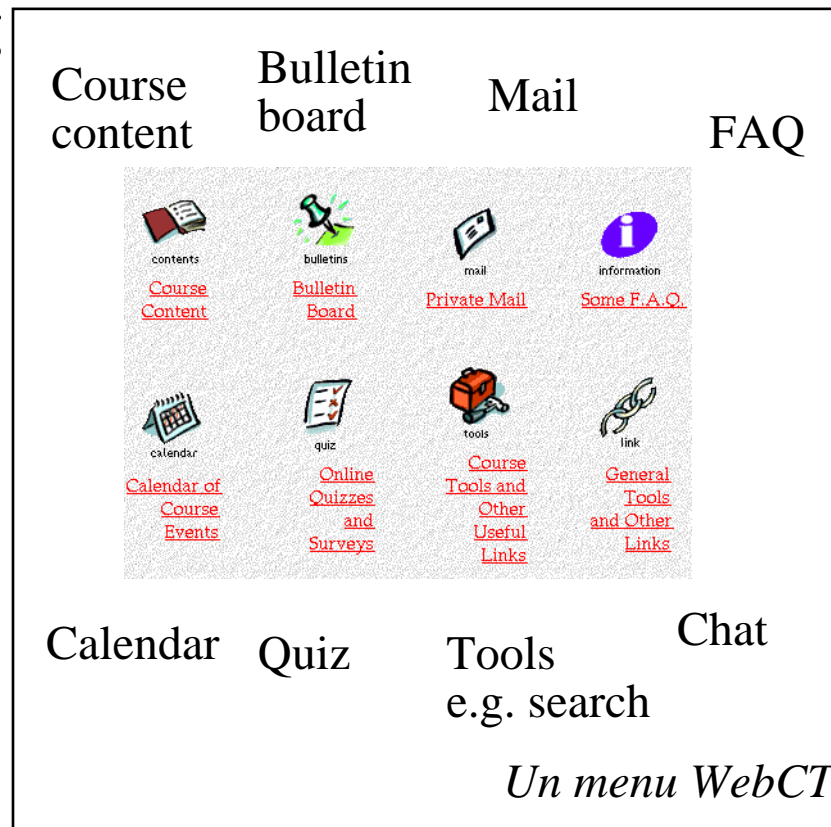 Course
content
Bulletin
board
Mail
FAQ
contents
Course
Content
bulletins
Bulletin
Board
mail
Private Mail
information
Some F.A.Q.
calendar
Calendar of
Course
Events
quiz
Online
Quizzes
and
Surveys
tools
Course
Tools and
Other
Useful
Links
link
General
Tools
and Other
Links
Calendar
Quiz
Tools
e.g. search
Chat
Un menu WebCT